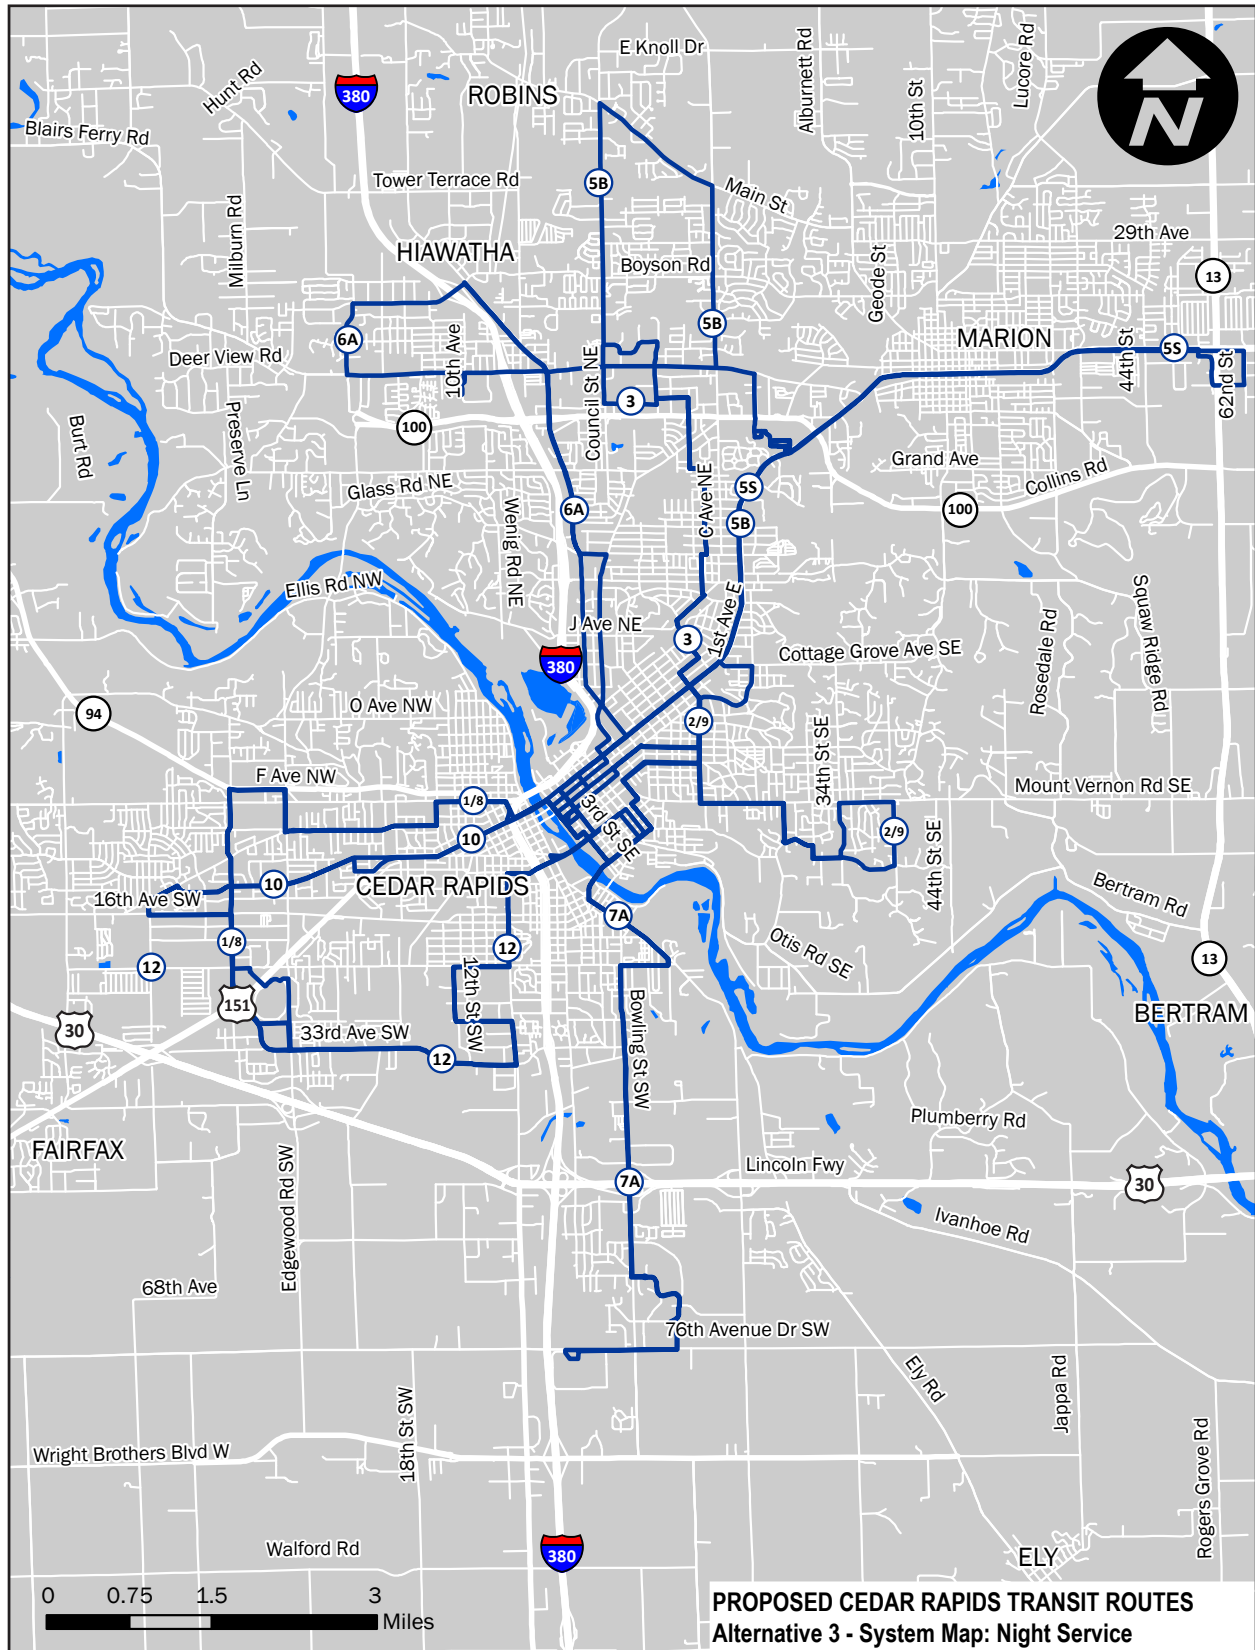 E Knoll Dr
Hunt Rd
380
ROBINS
Alburnett Rd
10th St
Lucore Rd
N
Blairs Ferry Rd
Tower Terrace Rd
5B
Main St
Milburn Rd
HIAWATHA
Boyson Rd
Geode St
29th Ave
13
6A
5B
MARION
44th St
5S
Deer View Rd
10th Ave
Council St NE
3
62nd St
Burt Rd
Preserve Ln
100
Grand Ave
Collins Rd
Glass Rd NE
5S
C Ave NE
Wenig Rd NE
6A
5B
100
Ellis Rd NW
J Ave NE
3
1st Ave E
Squaw Ridge Rd
Rosedale Rd
380
Cottage Grove Ave SE
94
O Ave NW
2/9
34th St SE
F Ave NW
Mount Vernon Rd SE
1/8
3rd St SE
2/9
10
44th St SE
10
CEDAR RAPIDS
16th Ave SW
Bertram Rd
7A
1/8
12
12
Otis Rd SE
13
12th St SW
151
Bowling St SW
BERTRAM
30
33rd Ave SW
12
Plumberry Rd
FAIRFAX
Lincoln Fwy
7A
30
Edgewood Rd SW
Ivanhoe Rd
68th Ave
76th Avenue Dr SW
Ely Rd
Jappa Rd
18th St SW
Wright Brothers Blvd W
Rogers Grove Rd
Walford Rd
380
ELY
0 0.75 1.5 3
Miles
PROPOSED CEDAR RAPIDS TRANSIT ROUTES
Alternative 3 - System Map: Night Service